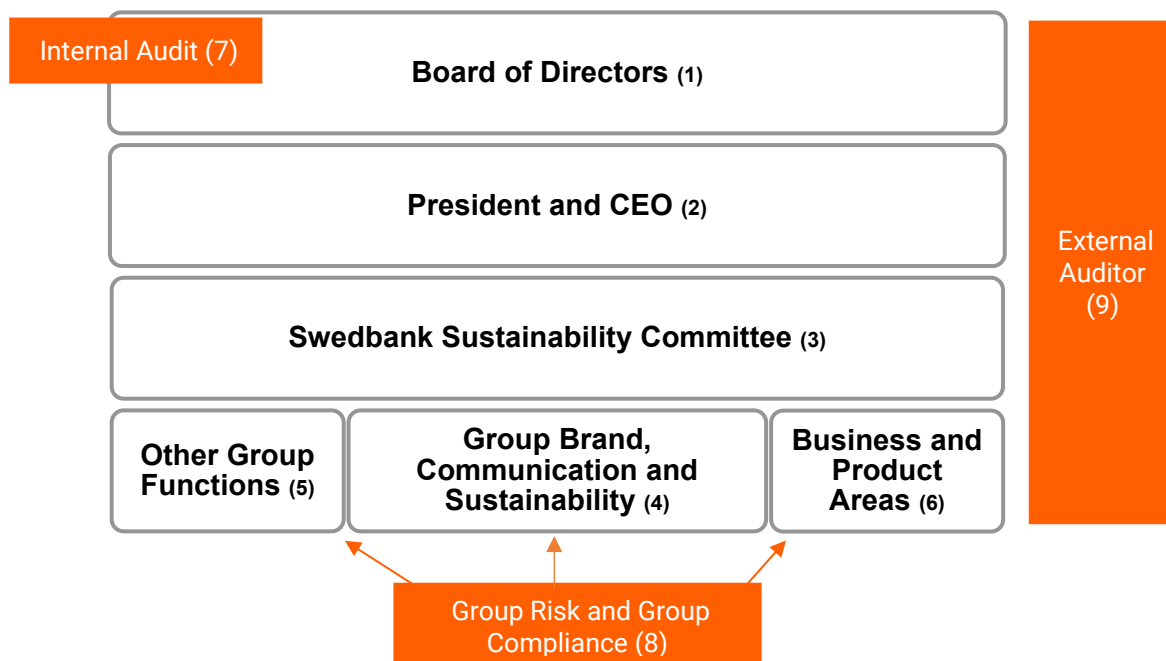 Internal Audit (7)
Board of Directors (1)
President and CEO (2)
External
Auditor
(9)
Swedbank Sustainability Committee (3)
Other Group
Functions (5)
Group Brand,
Communication and
Sustainability (4)
Business and
Product
Areas (6)
Group Risk and Group
Compliance (8)